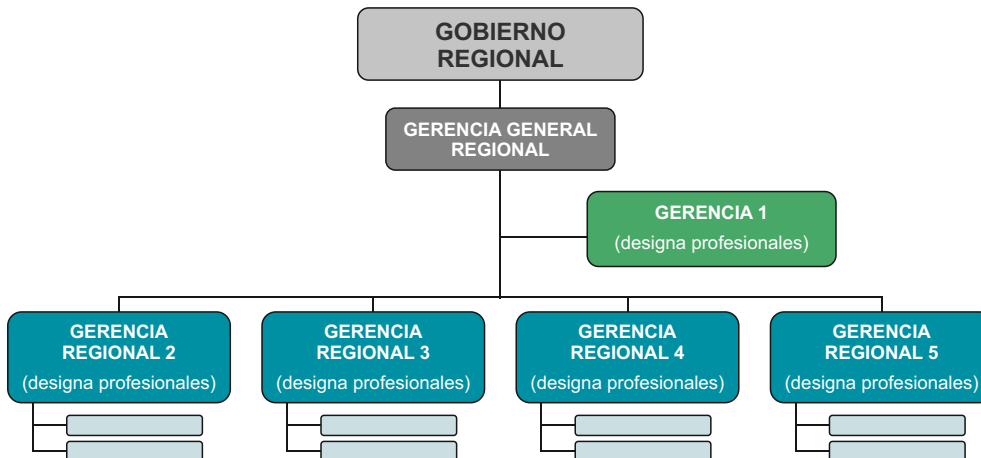 GOBIERNO
REGIONAL
GERENCIA GENERAL
REGIONAL
GERENCIA 1
(designa profesionales)
GERENCIA
REGIONAL 2
(designa profesionales)
GERENCIA
REGIONAL 3
(designa profesionales)
GERENCIA
REGIONAL 4
(designa profesionales)
GERENCIA
REGIONAL 5
(designa profesionales)